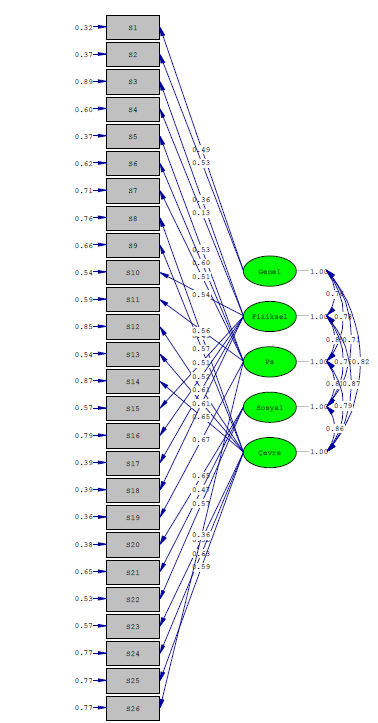 0.32 S1
0.37 S2
0.89 S3
0.60 S4
0.37 S5
0.62 S6
0.71 S7
0.76 S8
0.66 S9
0.54 S10
0.59 S11
0.85 S12
0.54 S13
0.87 S14
0.57 S15
0.79 S16
0.39 S17
0.39 S18
0.36 S19
0.38 S20
0.65 S21
0.53 S22
0.57 S23
0.77 S24
0.77 S25
0.77 S26
0.49
0.53
0.36
0.13
0.53
0.60
0.51
0.54
0.56
0.57
0.51
0.52
0.61
0.61
0.65
0.67
0.57
0.36
0.59
Genel 1.00
Fiziksel 1.00
Ps 1.00
Sosyal 1.00
Çevre 1.00
0.71
0.82
0.87
0.79
0.86